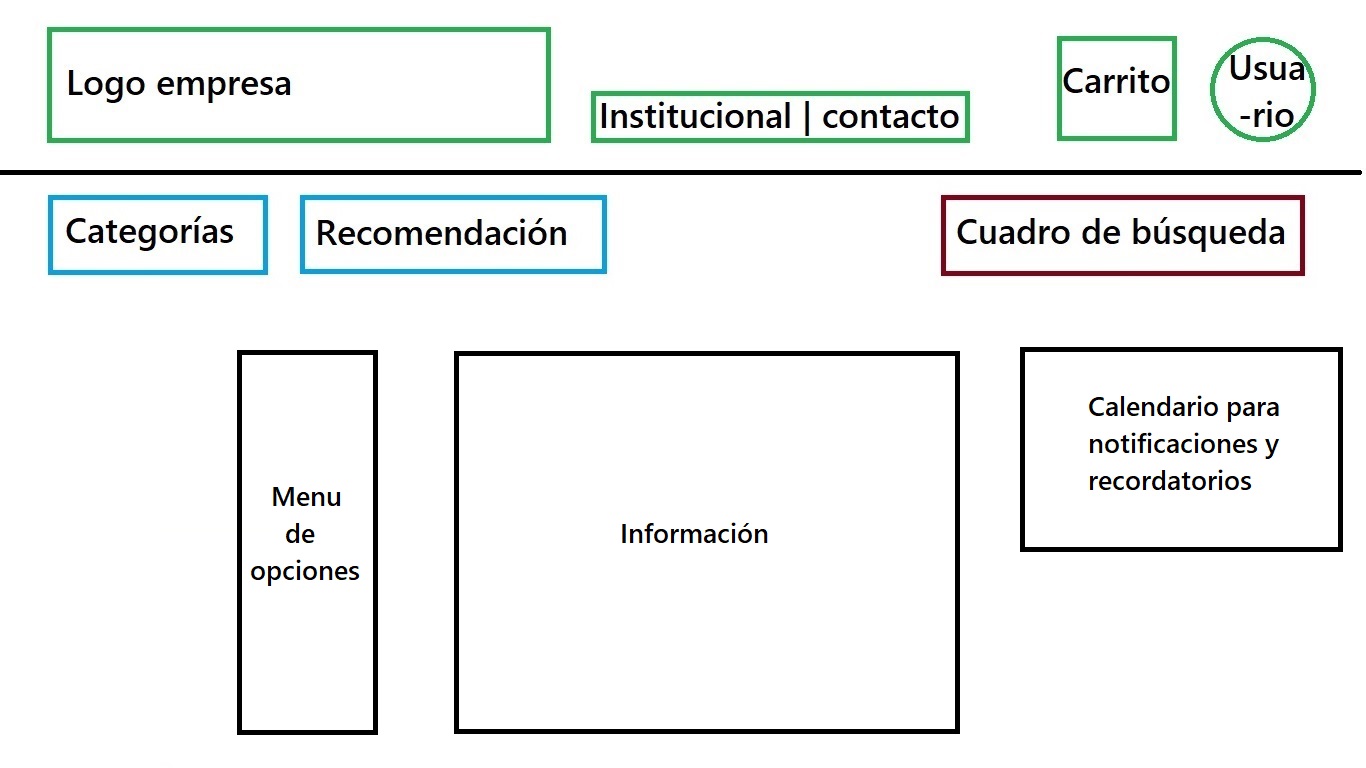 Logo empresa
Institucional | contacto
Carrito
Usua
-rio
Categorías
Recomendación
Cuadro de búsqueda
Menu
de
opciones
Información
Calendario para
notificaciones y
recordatorios